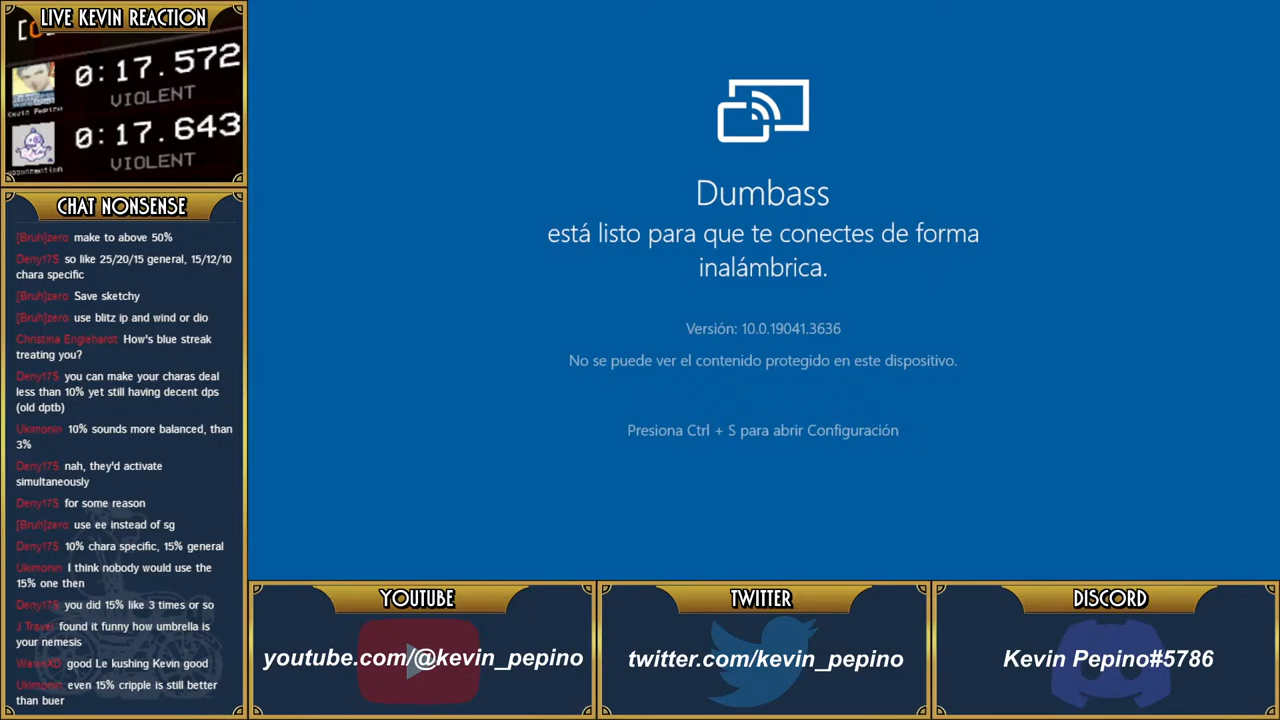 LIVE KEVIN REACTION
0:17.572
VIOLENT
Kevin Pepino
0:17.643
VIOLENT
CHAT NONSENSE
[Bruh]zero make to above 50%
Deny17S so like 25/20/15 general, 15/12/10
chara specific
[Bruh]zero Save sketchy
[Bruh]zero use blitz ip and wind or dio
Christina Englehardt How's blue streak
treating you?
Deny17S you can make your charas deal
less than 10% yet still having decent dps
(old dptb)
Ukimonin 10% sounds more balanced, than
3%
Deny17S nah, they'd activate
simultaneously
Deny17S for some reason
[Bruh]zero use ee instead of sg
Deny17S 10% chara specific, 15% general
Ukimonin I think nobody would use the
15% one then
Deny17S you did 15% like 3 times or so
J Travel found it funny how umbrella is
your nemesis
WawnXD good Le kushing Kevin good
Ukimonin even 15% cripple is still better
than buer
Dumbass
está listo para que te conectes de forma
inalámbrica.
Versión: 10.0.19041.3636
No se puede ver el contenido protegido en este dispositivo.
Presiona Ctrl + S para abrir Configuración
YOUTUBE
youtube.com/@kevin_pepino
TWITTER
twitter.com/kevin_pepino
DISCORD
Kevin Pepino#5786